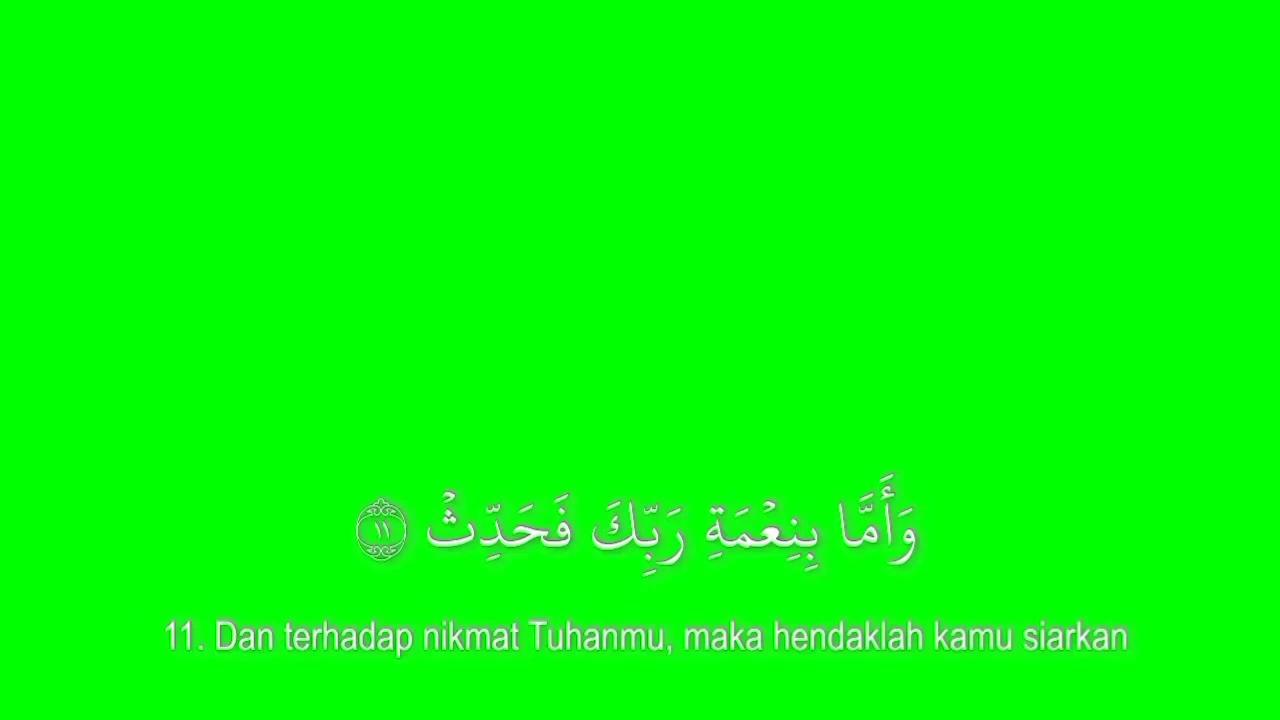 وَأَمَّا بِنِعْمَةِ رَبِّكَ فَحَدِّثْ ١١
11. Dan terhadap nikmat Tuhanmu, maka hendaklah kamu siarkan